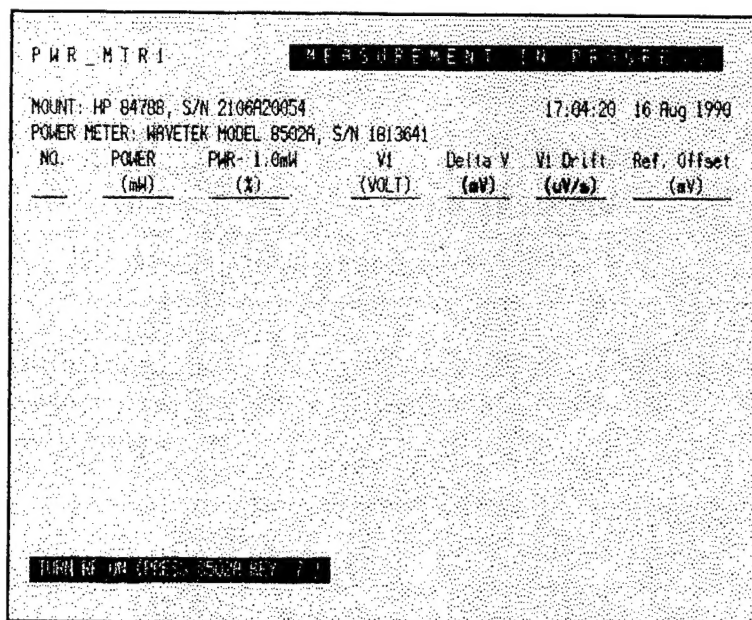 PWR_MTR1
MEASUREMENT IN PROGRE
MOUNT: HP 8478B, S/N 2106A20054 17:04:20 16 Aug 1990
POWER METER: WAVETEK MODEL 8502A, S/N 1813641
NO. POWER PWR- 1.0mW V1 Delta V V1 Drift Ref. Offset
(mW) (%) (VOLT) (mV) (uV/s) (mV)
TURN RF ON (PRESS 8502A KEY 7 )